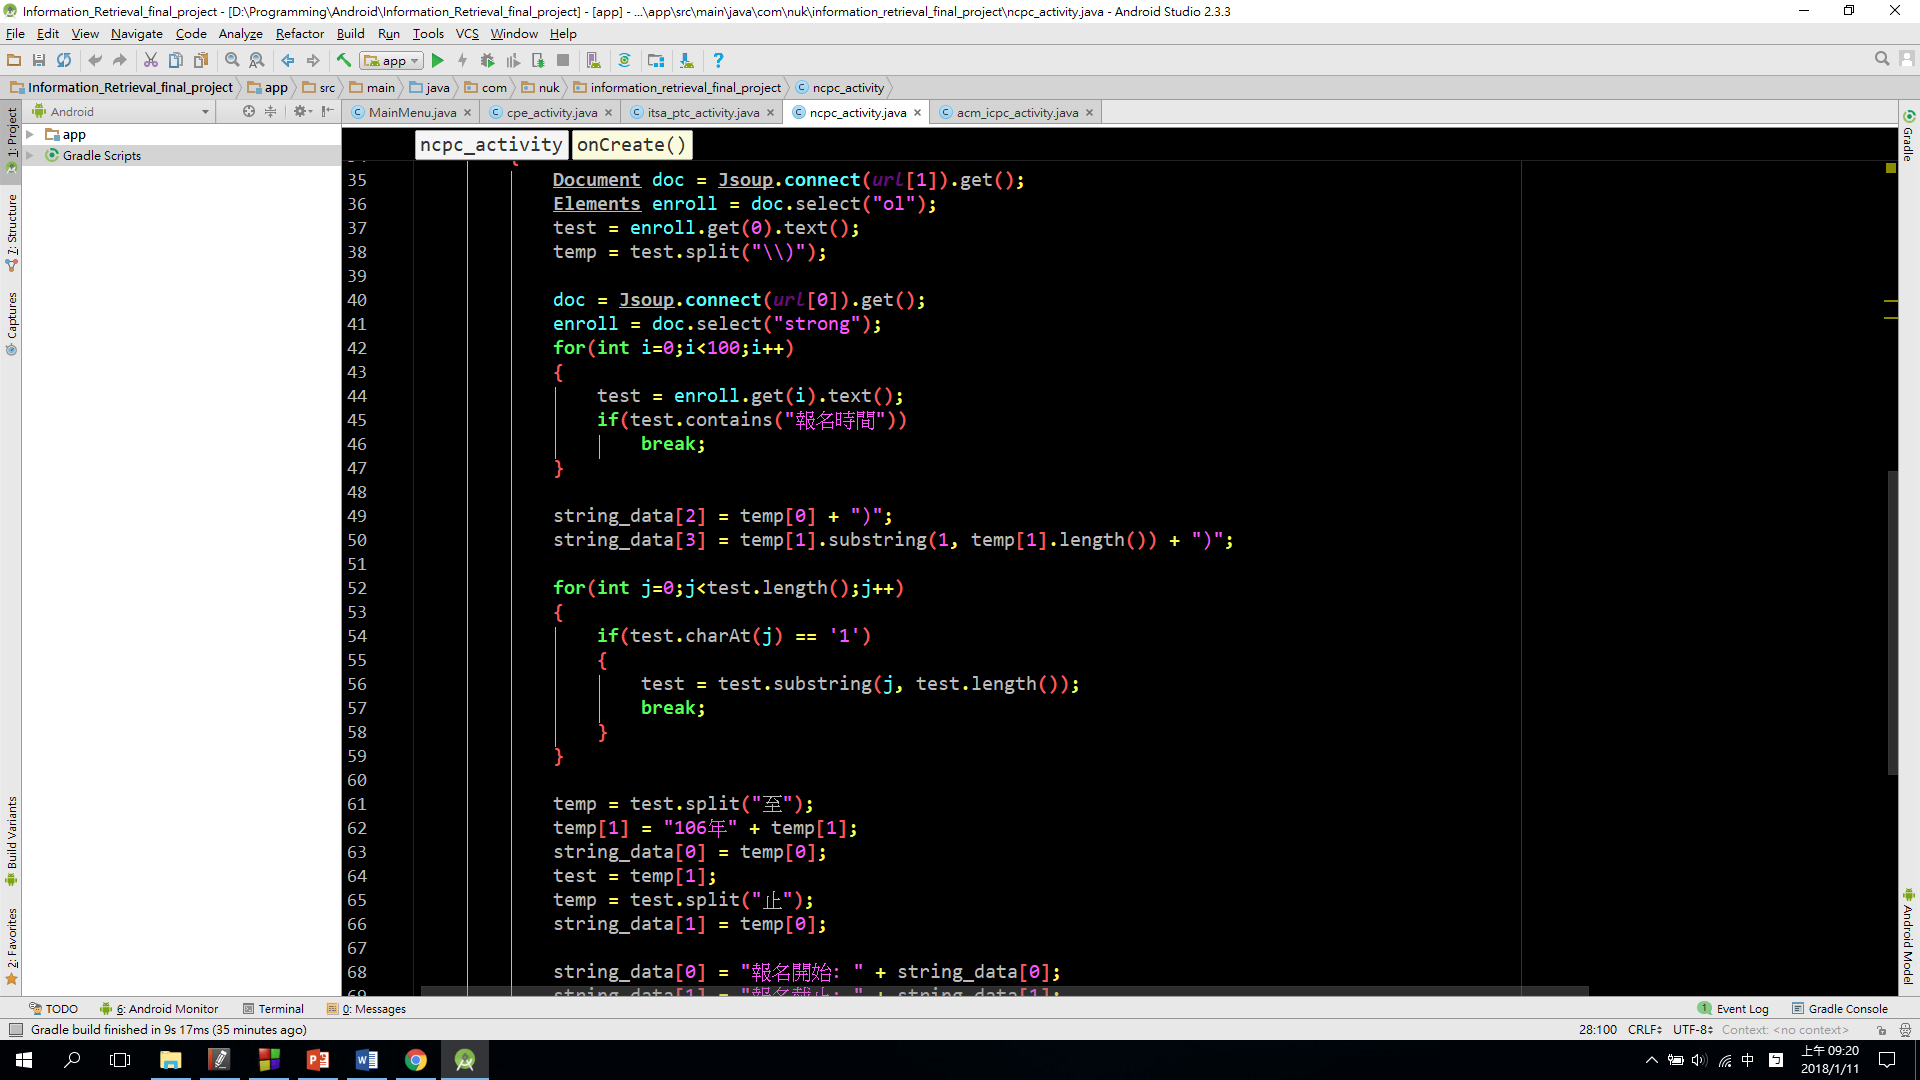 Information_Retrieval_final_project - [D:\Programming\Android\Information_Retrieval_final_project] - [app] - ...\app\src\main\java\com\nuk\information_retrieval_final_project\ncpc_activity.java - Android Studio 2.3.3
File Edit View Navigate Code Analyze Refactor Build Run Tools VCS Window Help
app
Information_Retrieval_final_project app src main java com nuk information_retrieval_final_project ncpc_activity
Android
MainMenu.java cpe_activity.java itsa_ptc_activity.java ncpc_activity.java acm_icpc_activity.java
app
Gradle Scripts
1: Project
7: Structure
Captures
Build Variants
2: Favorites
Gradle
Android Model
ncpc_activity onCreate()
35 Document doc = Jsoup.connect(url[1]).get();
36 Elements enroll = doc.select("ol");
37 test = enroll.get(0).text();
38 temp = test.split("\\)");
39
40 doc = Jsoup.connect(url[0]).get();
41 enroll = doc.select("strong");
42 for(int i=0;i<100;i++)
43 {
44 test = enroll.get(i).text();
45 if(test.contains("報名時間"))
46 break;
47 }
48
49 string_data[2] = temp[0] + ")";
50 string_data[3] = temp[1].substring(1, temp[1].length()) + ")";
51
52 for(int j=0;j<test.length();j++)
53 {
54 if(test.charAt(j) == '1')
55 {
56 test = test.substring(j, test.length());
57 break;
58 }
59 }
60
61 temp = test.split("至");
62 temp[1] = "106年" + temp[1];
63 string_data[0] = temp[0];
64 test = temp[1];
65 temp = test.split("止");
66 string_data[1] = temp[0];
67
68 string_data[0] = "報名開始: " + string_data[0];
69 string_data[1] = "報名截止: " + string_data[1];
TODO 6: Android Monitor Terminal 0: Messages 1 Event Log Gradle Console
Gradle build finished in 9s 17ms (35 minutes ago) 28:100 CRLF UTF-8 Context: <no context>
中 上午 09:20
2018/1/11